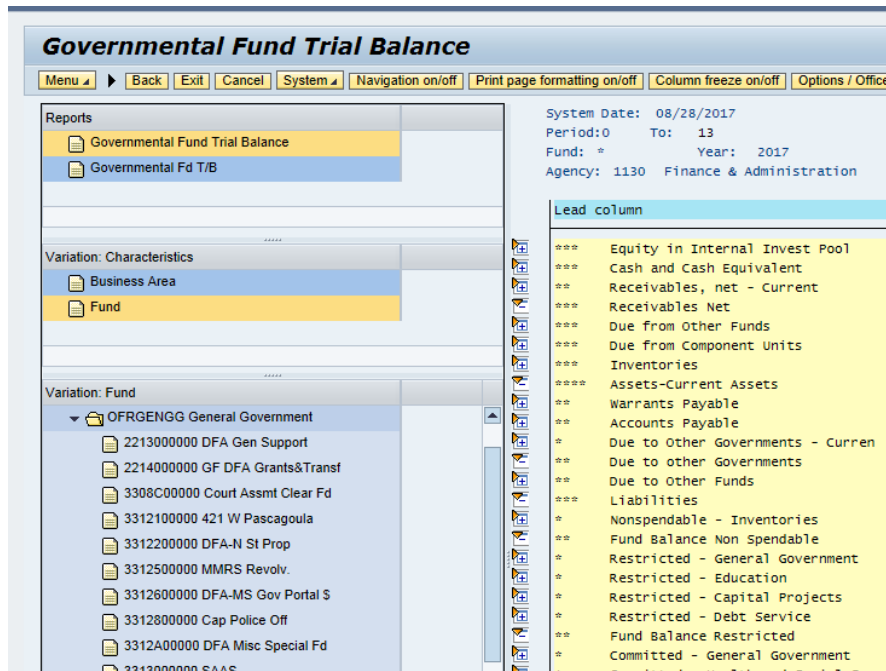 Governmental Fund Trial Balance
Menu Back Exit Cancel System Navigation on/off Print page formatting on/off Column freeze on/off Options / Office
Reports
Governmental Fund Trial Balance
Governmental Fd T/B
Variation: Characteristics
Business Area
Fund
Variation: Fund
OFRGENGG General Government
2213000000 DFA Gen Support
2214000000 GF DFA Grants&Transf
3308C00000 Court Assmt Clear Fd
3312100000 421 W Pascagoula
3312200000 DFA-N St Prop
3312500000 MMRS Revolv.
3312600000 DFA-MS Gov Portal $
3312800000 Cap Police Off
3312A00000 DFA Misc Special Fd
3313000000 SAAS
System Date: 08/28/2017
Period:0 To: 13
Fund: * Year: 2017
Agency: 1130 Finance & Administration
Lead column
*** Equity in Internal Invest Pool
*** Cash and Cash Equivalent
** Receivables, net - Current
*** Receivables Net
*** Due from Other Funds
*** Due from Component Units
*** Inventories
**** Assets-Current Assets
** Warrants Payable
** Accounts Payable
* Due to Other Governments - Curren
** Due to other Governments
** Due to Other Funds
*** Liabilities
* Nonspendable - Inventories
** Fund Balance Non Spendable
* Restricted - General Government
* Restricted - Education
* Restricted - Capital Projects
* Restricted - Debt Service
** Fund Balance Restricted
* Committed - General Government